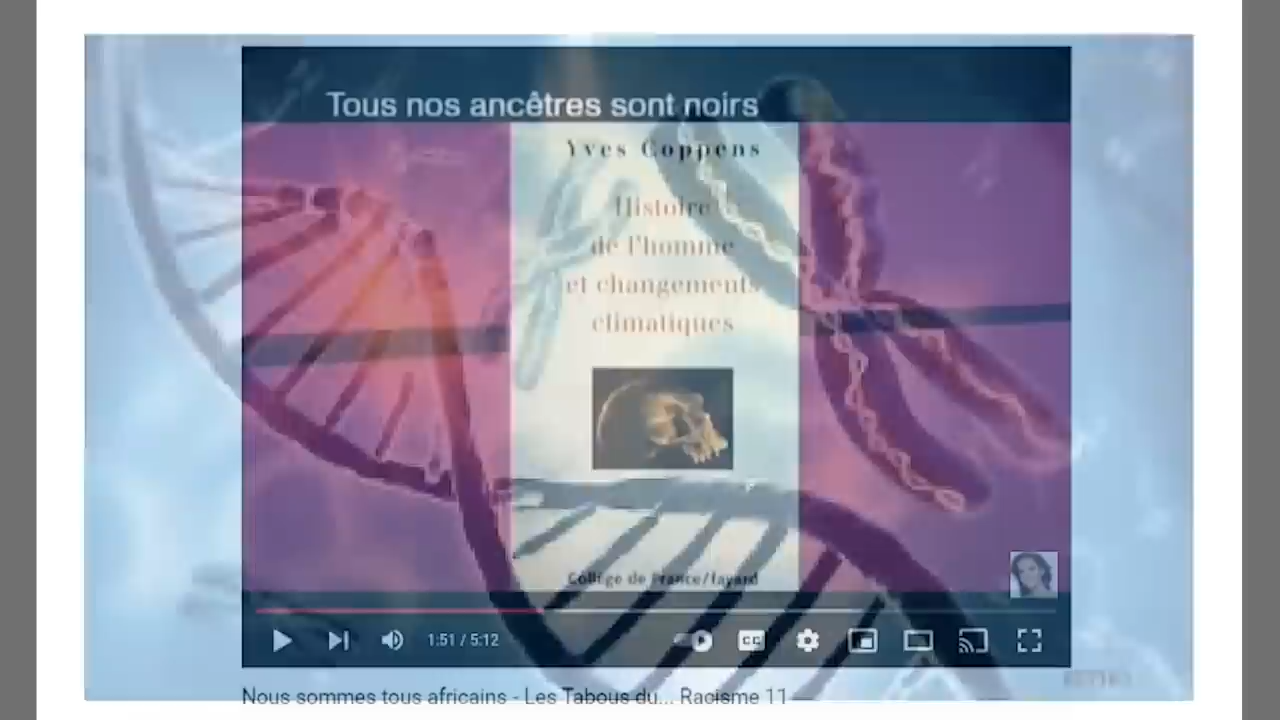 Tous nos ancêtres sont noirs
Yves Coppens
Histoire
de l'homme
et changements
climatiques
Collège de France/fayard
1:51 / 5:12
CC
Nous sommes tous africains - Les Tabous du... Racisme 11